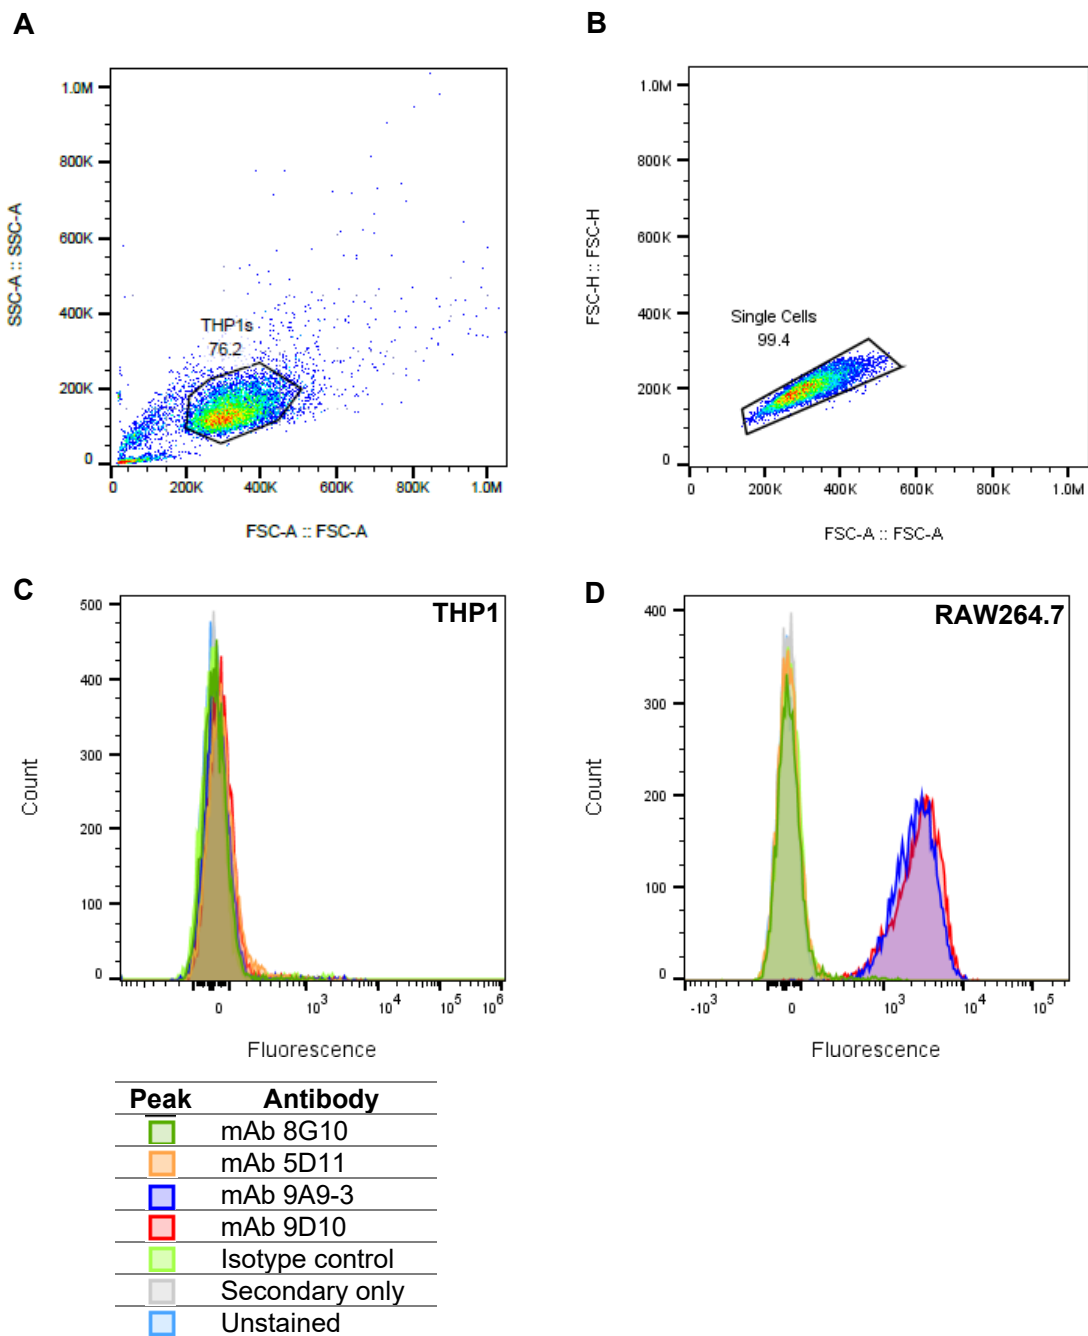 A
B
1.0M
800K
600K
400K
200K
0
SSC-A :: SSC-A
THP1s
76.2
0
200K
400K
600K
800K
1.0M
FSC-A :: FSC-A
1.0M
800K
600K
400K
200K
0
FSC-H :: FSC-H
Single Cells
99.4
0
200K
400K
600K
800K
1.0M
FSC-A :: FSC-A
C
D
500
400
300
200
100
0
Count
THP1
0
10³
10⁴
10⁵
10⁶
Fluorescence
400
300
200
100
0
Count
RAW264.7
-10³
0
10³
10⁴
10⁵
Fluorescence
Peak Antibody
mAb 8G10
mAb 5D11
mAb 9A9-3
mAb 9D10
Isotype control
Secondary only
Unstained